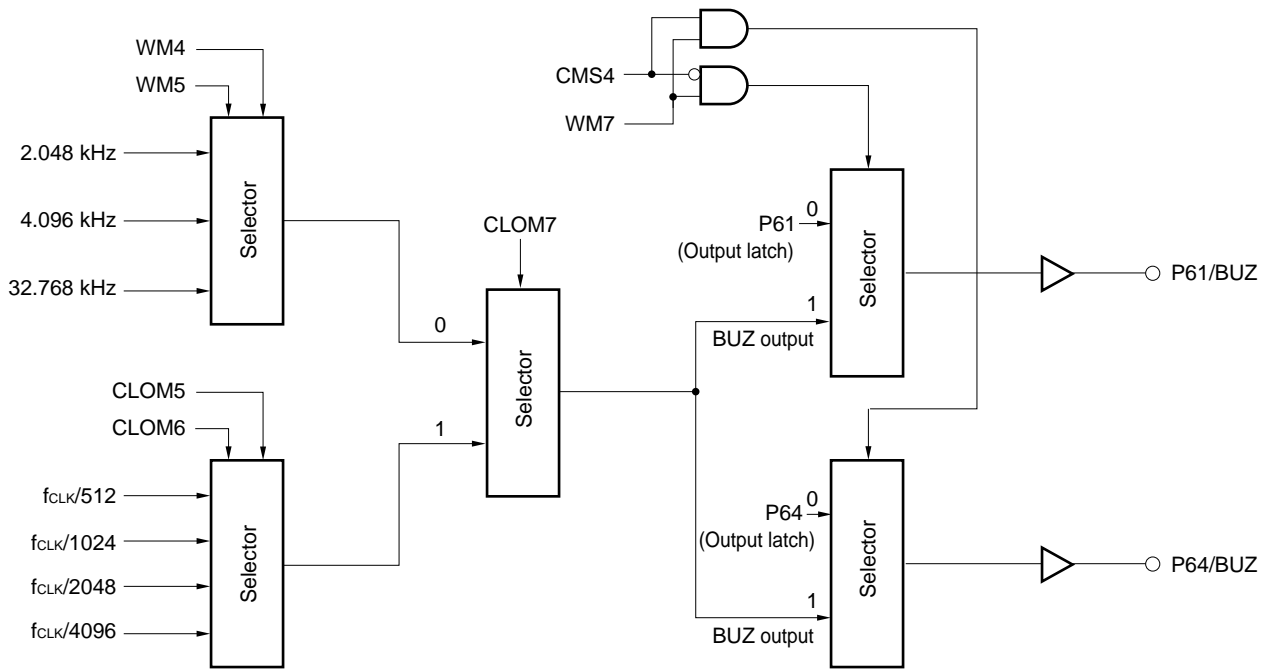 WM4
WM5
2.048 kHz
4.096 kHz
32.768 kHz
Selector
CLOM5
CLOM6
fCLK/512
fCLK/1024
fCLK/2048
fCLK/4096
Selector
CLOM7
0
1
Selector
CMS4
WM7
P61
(Output latch)
0
1
BUZ output
Selector
P61/BUZ
P64
(Output latch)
0
1
BUZ output
Selector
P64/BUZ